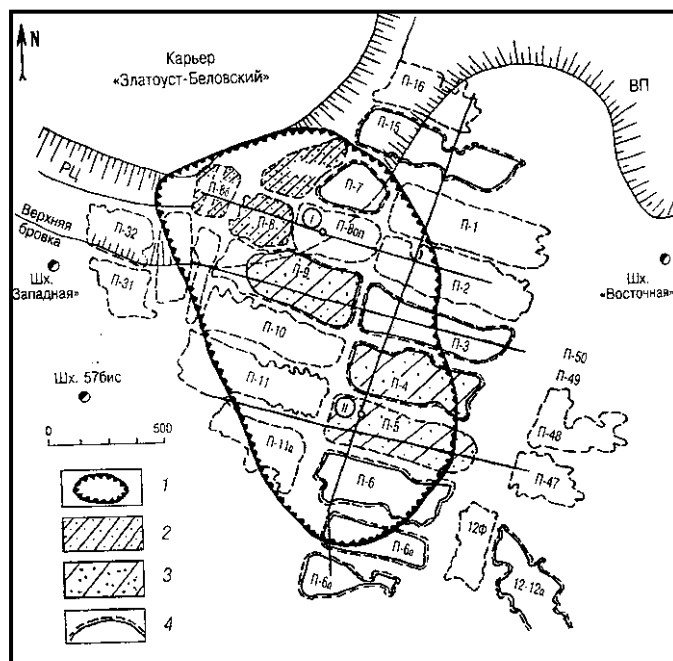 N
Карьер
«Златоуст-Беловский»
ВП
П-16
П-15
РЦ
П-7
П-8
I
П-8оп
П-1
Верхняя
бровка
П-32
П-9
П-2
Шх.
Западная»
П-31
Шх.
«Восточная»
П-10
П-3
П-50
П-49
П-4
Шх. 57бис
П-11
II
П-5
П-48
0 500
П-11а
П-47
П-6
1
12ф
П-6а
2
12-12а
3
4